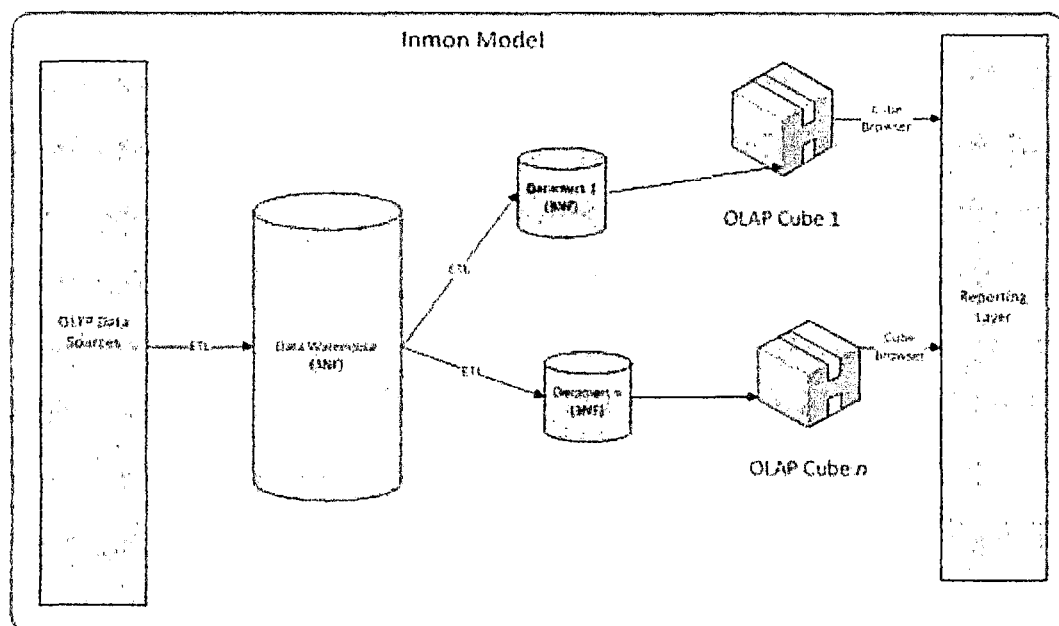 Inmon Model
OLTP Data
Sources
ETL
Data Warehouse
(3NF)
ETL
ETL
Datamart 1
(3NF)
Datamart n
(3NF)
OLAP Cube 1
OLAP Cube n
Cube
Browser
Cube
Browser
Reporting
Layer